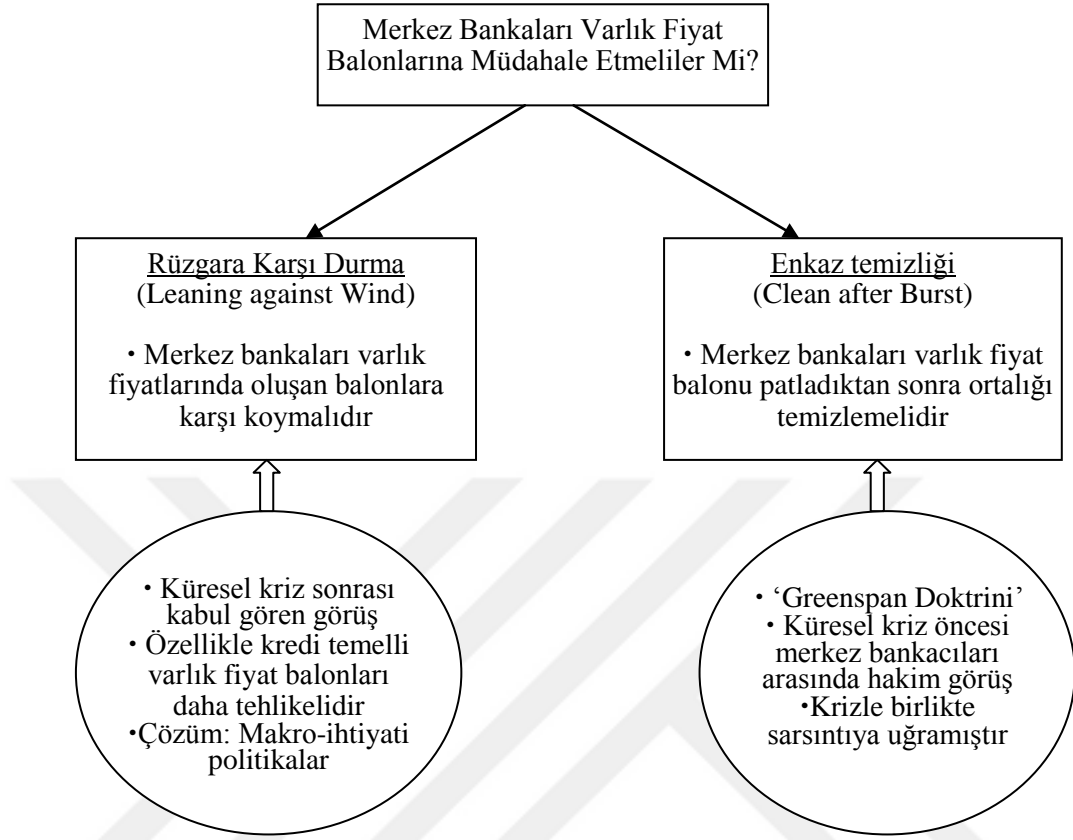 Merkez Bankaları Varlık Fiyat
Balonlarına Müdahale Etmeliler Mi?
Rüzgara Karşı Durma
(Leaning against Wind)
• Merkez bankaları varlık
fiyatlarında oluşan balonlara
karşı koymalıdır
Enkaz temizliği
(Clean after Burst)
• Merkez bankaları varlık fiyat
balonu patladıktan sonra ortalığı
temizlemelidir
• Küresel kriz sonrası
kabul gören görüş
• Özellikle kredi temelli
varlık fiyat balonları
daha tehlikelidir
•Çözüm: Makro-ihtiyati
politikalar
• ‘Greenspan Doktrini’
• Küresel kriz öncesi
merkez bankacıları
arasında hakim görüş
•Krizle birlikte
sarsıntıya uğramıştır